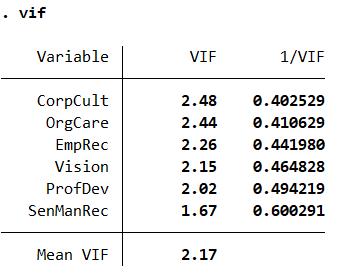 . vif
Variable VIF 1/VIF
CorpCult 2.48 0.402529
OrgCare 2.44 0.410629
EmpRec 2.26 0.441980
Vision 2.15 0.464828
ProfDev 2.02 0.494219
SenManRec 1.67 0.600291
Mean VIF 2.17